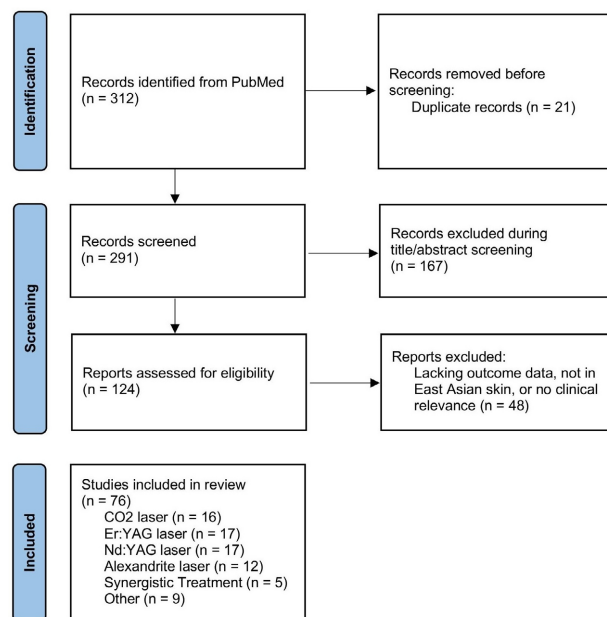 Identification
Records identified from PubMed
(n = 312)
Records removed before
screening:
Duplicate records (n = 21)
Screening
Records screened
(n = 291)
Records excluded during
title/abstract screening
(n = 167)
Reports assessed for eligibility
(n = 124)
Reports excluded:
Lacking outcome data, not in
East Asian skin, or no clinical
relevance (n = 48)
Included
Studies included in review
(n = 76)
CO2 laser (n = 16)
Er:YAG laser (n = 17)
Nd:YAG laser (n = 17)
Alexandrite laser (n = 12)
Synergistic Treatment (n = 5)
Other (n = 9)